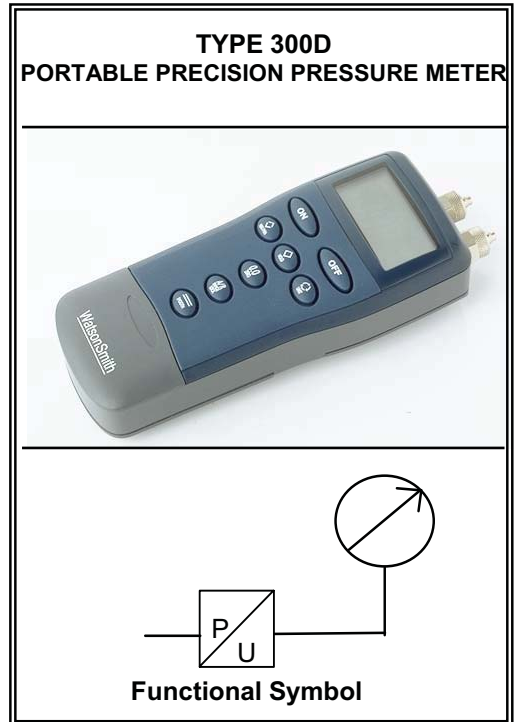 TYPE 300D
PORTABLE PRECISION PRESSURE METER
ON
OFF
WatsonSmith
P
U
Functional Symbol